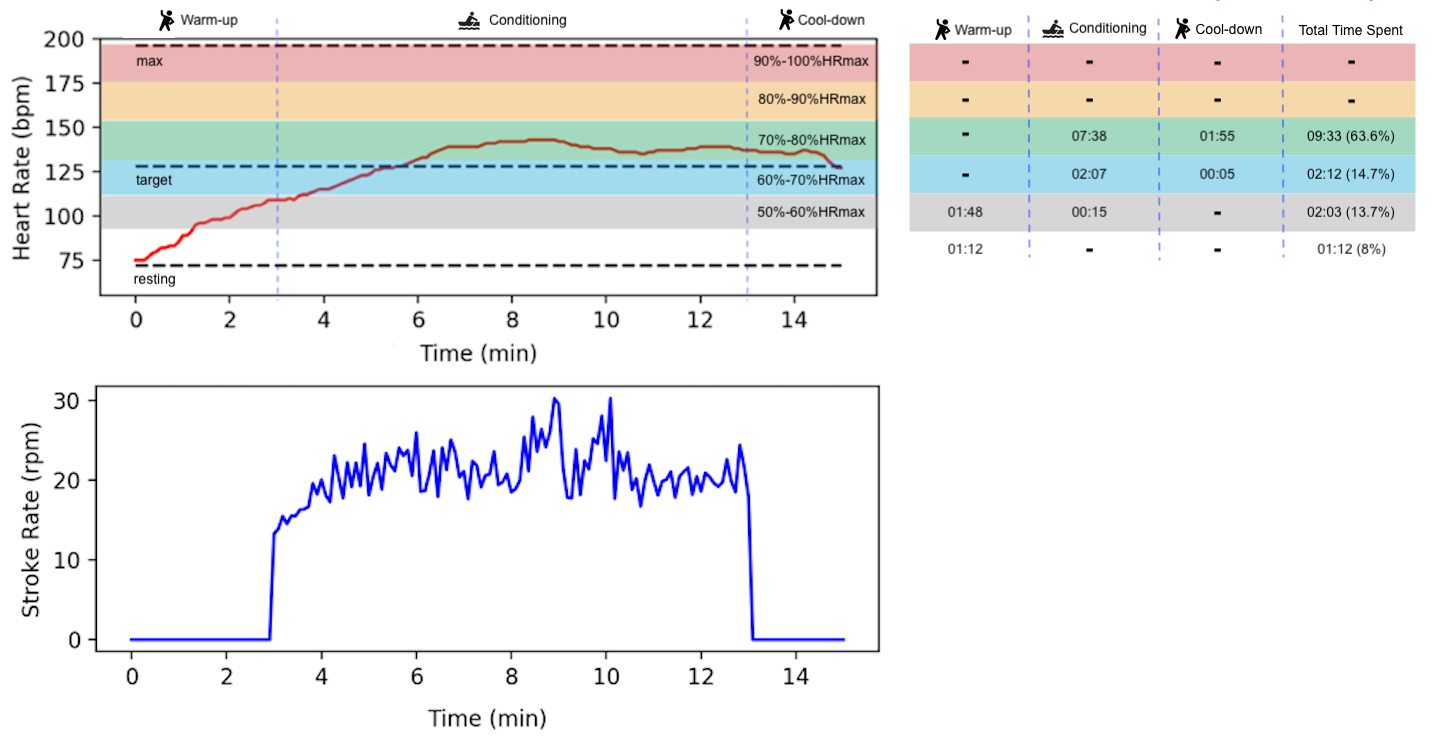 Warm-up Conditioning Cool-down
200
175
150
125
100
75
Heart Rate (bpm)
max
90%-100%HRmax
80%-90%HRmax
70%-80%HRmax
target
60%-70%HRmax
50%-60%HRmax
resting
0 2 4 6 8 10 12 14
Time (min)
Warm-up Conditioning Cool-down Total Time Spent
- - - -
- - - -
- 07:38 01:55 09:33 (63.6%)
- 02:07 00:05 02:12 (14.7%)
01:48 00:15 - 02:03 (13.7%)
01:12 - - 01:12 (8%)
30
20
10
0
Stroke Rate (rpm)
0 2 4 6 8 10 12 14
Time (min)